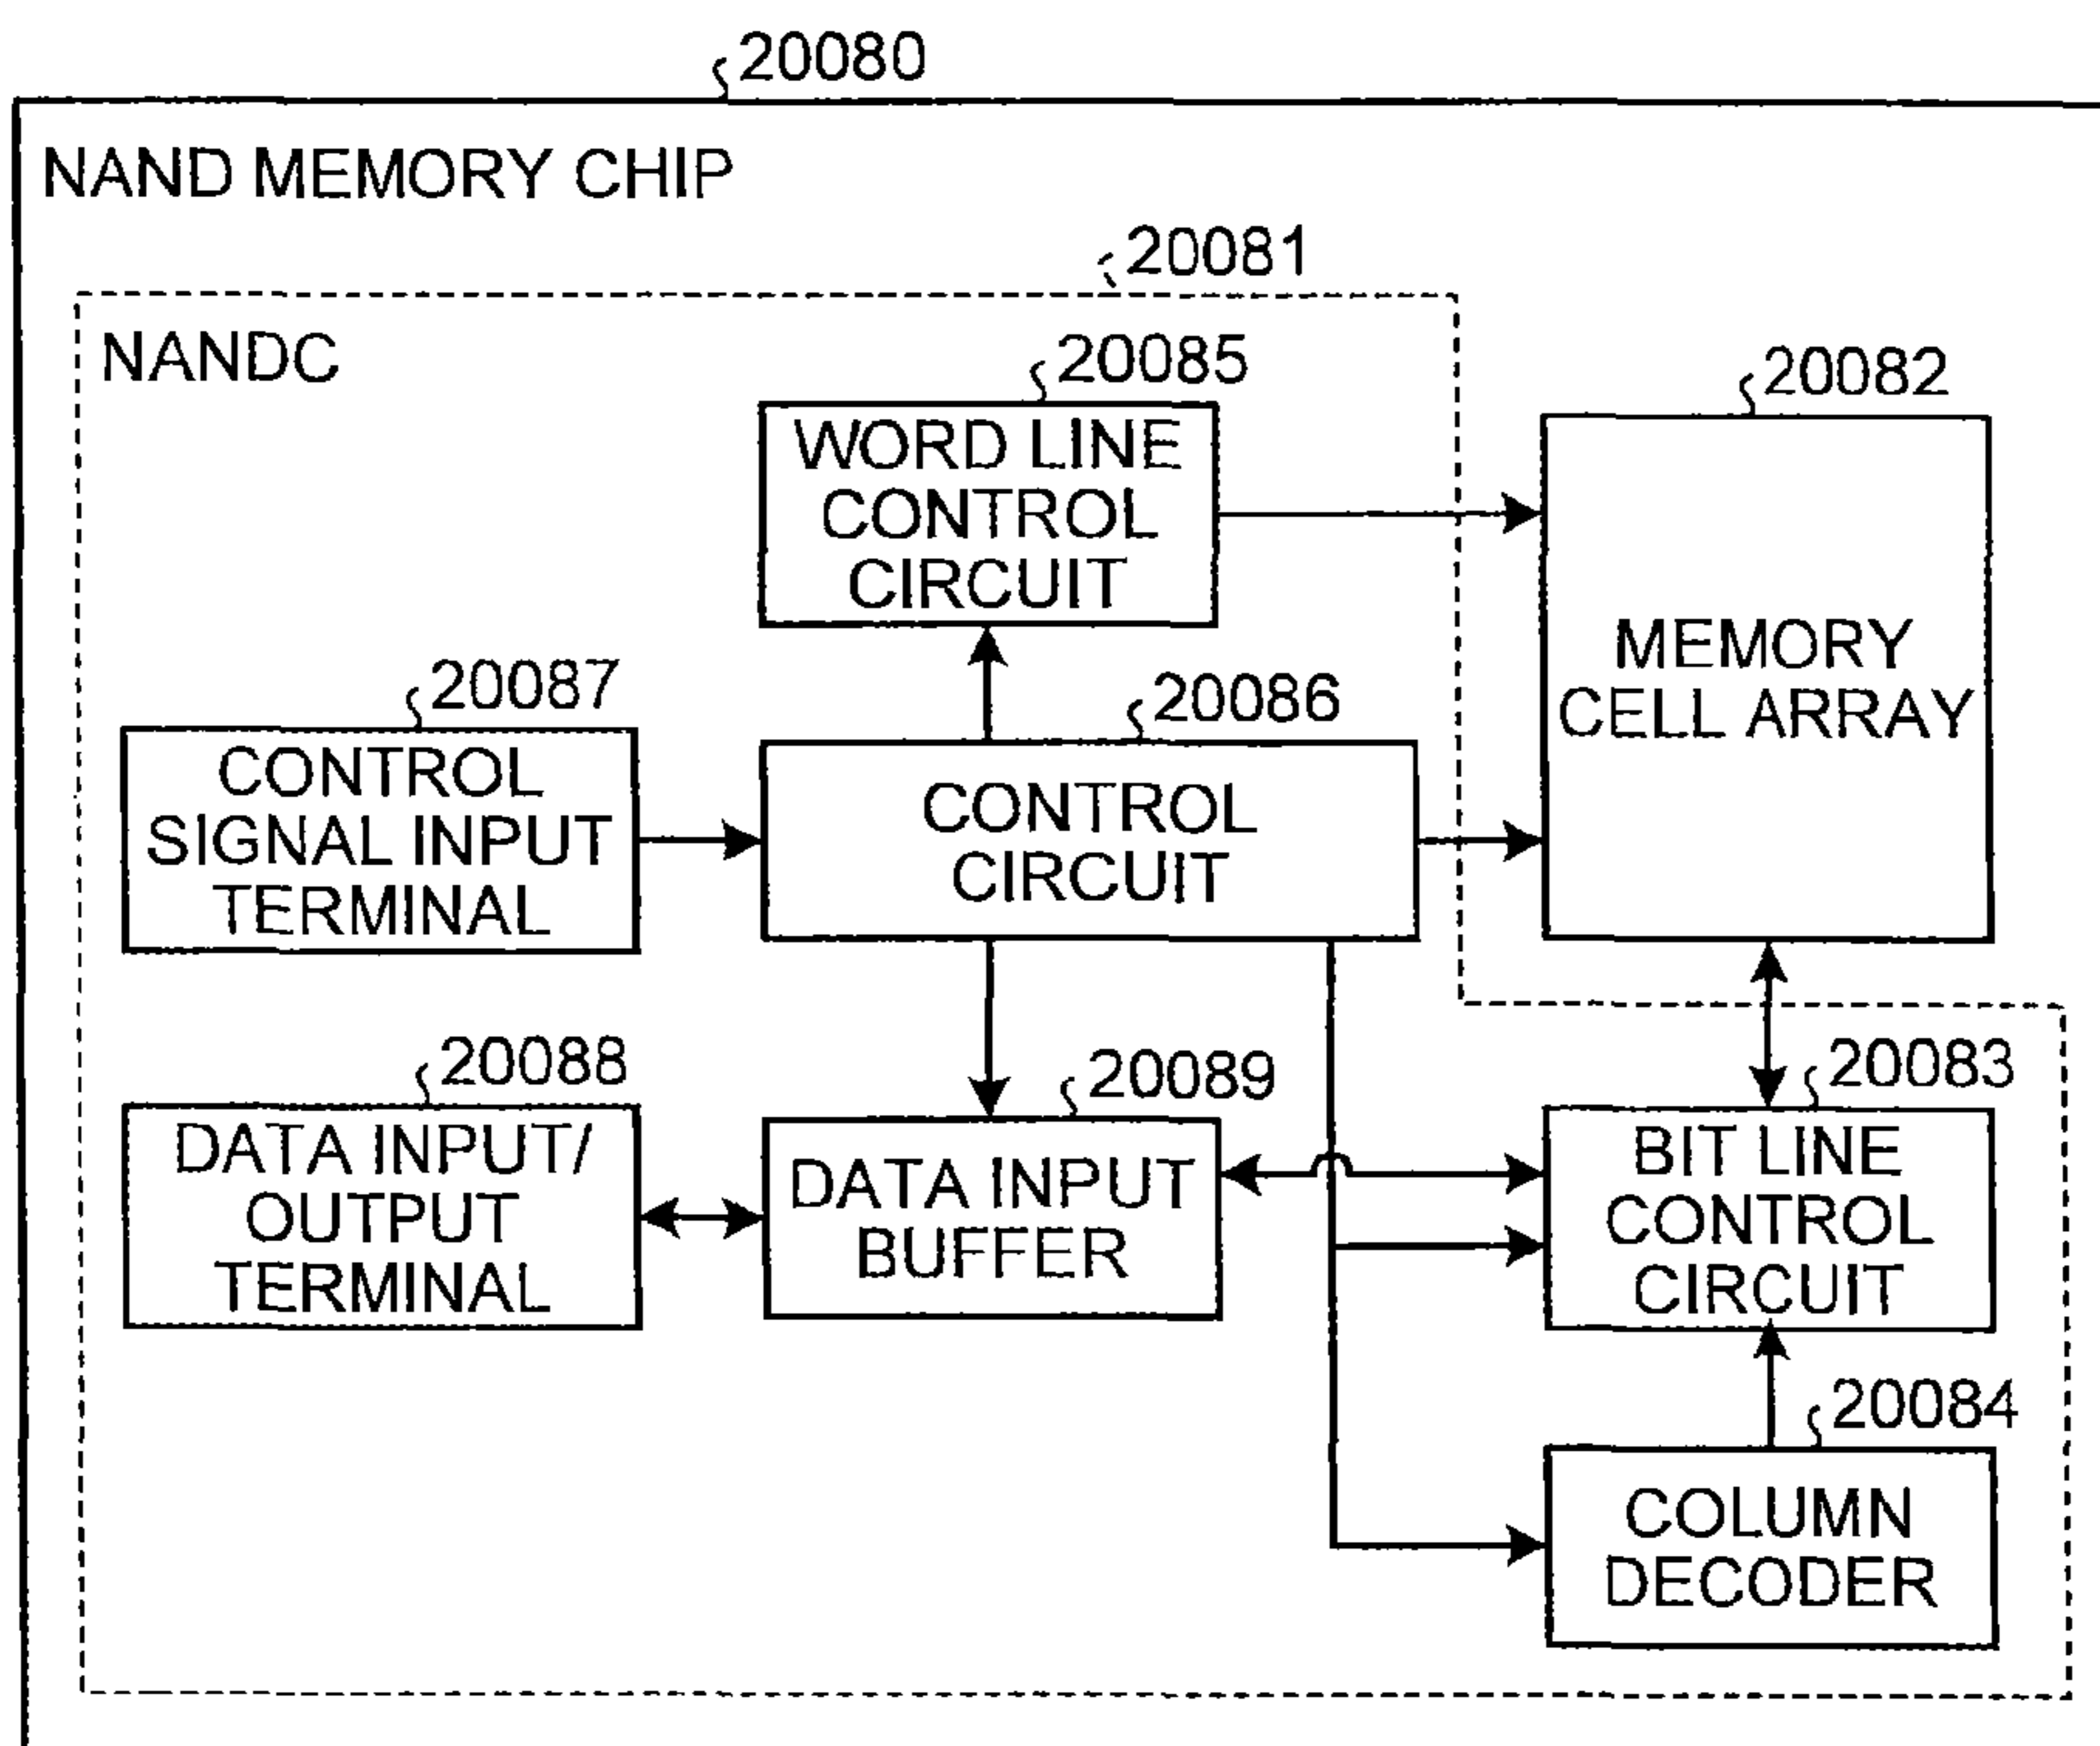 20080
NAND MEMORY CHIP
20081
NANDC
20085
WORD LINE
CONTROL
CIRCUIT
20082
MEMORY
CELL ARRAY
20087
CONTROL
SIGNAL INPUT
TERMINAL
20086
CONTROL
CIRCUIT
20088
DATA INPUT/
OUTPUT
TERMINAL
20089
DATA INPUT
BUFFER
20083
BIT LINE
CONTROL
CIRCUIT
20084
COLUMN
DECODER